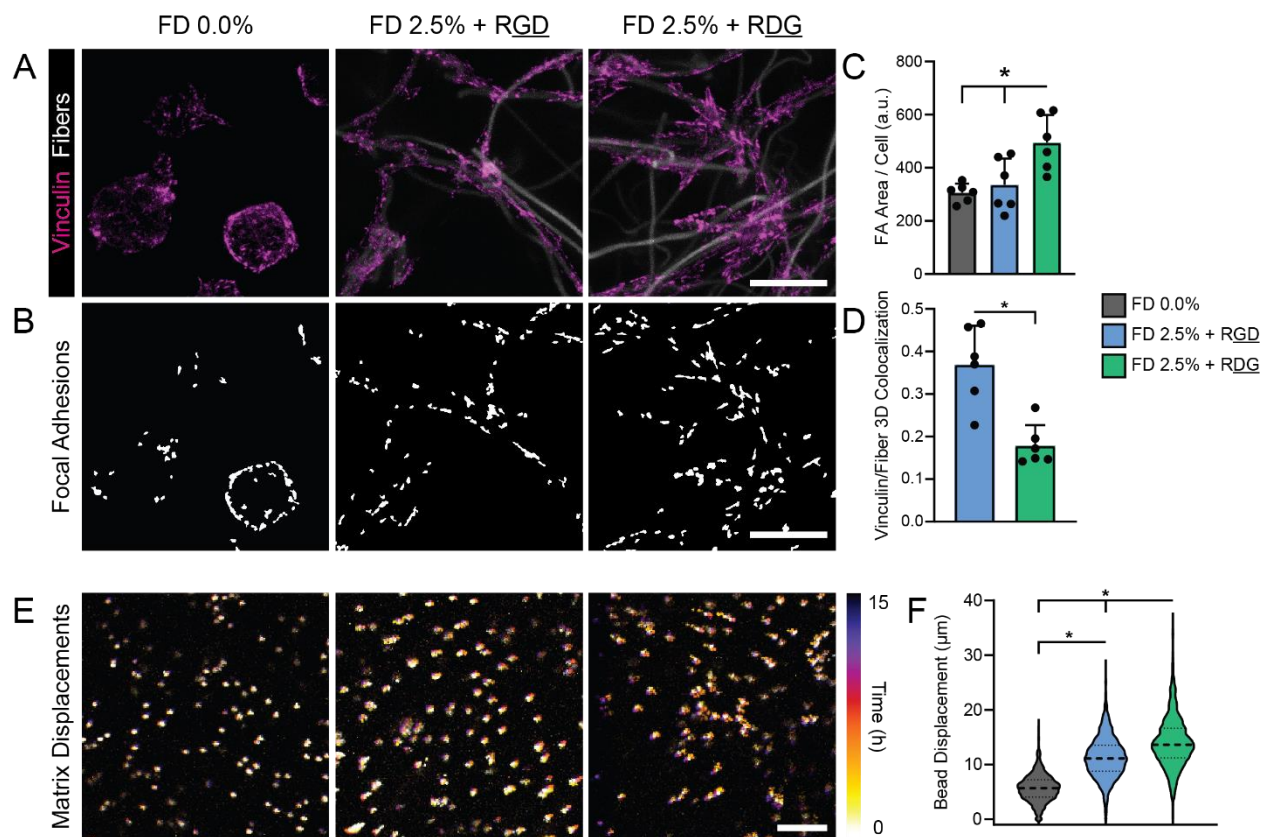 FD 0.0%
FD 2.5% + RGD
FD 2.5% + RDG
A
Vinculin Fibers
B
Focal Adhesions
C
FA Area / Cell (a.u.)
800
600
400
200
0
*
D
Vinculin/Fiber 3D Colocalization
0.5
0.4
0.3
0.2
0.1
0.0
*
FD 0.0%
FD 2.5% + RGD
FD 2.5% + RDG
E
Matrix Displacements
15
Time (h)
0
F
Bead Displacement (µm)
40
30
20
10
0
*
*